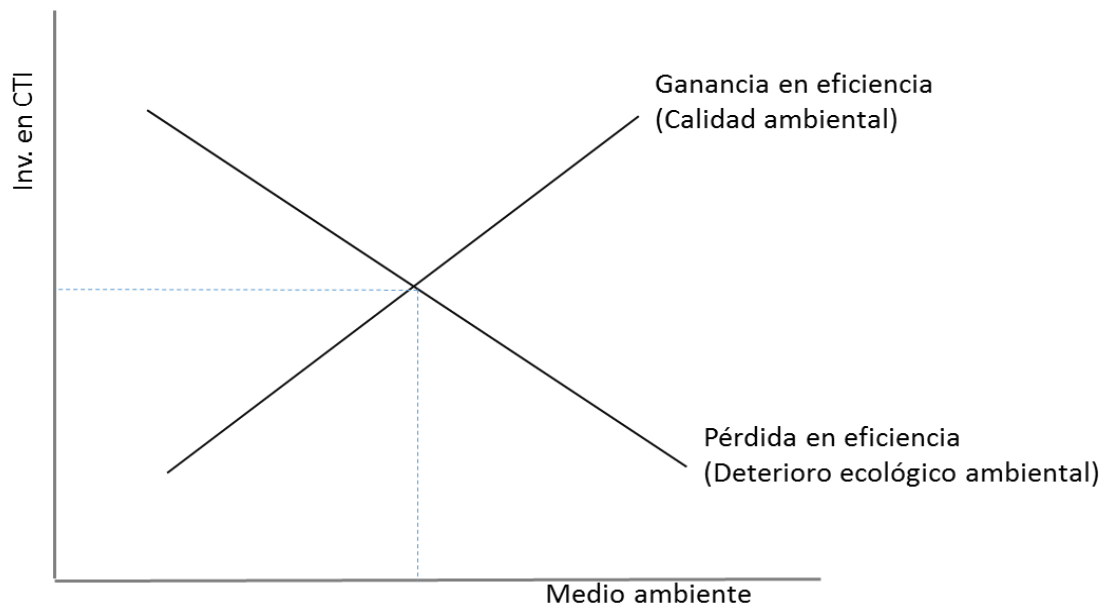 Inv. en CTI
Ganancia en eficiencia
(Calidad ambiental)
Pérdida en eficiencia
(Deterioro ecológico ambiental)
Medio ambiente